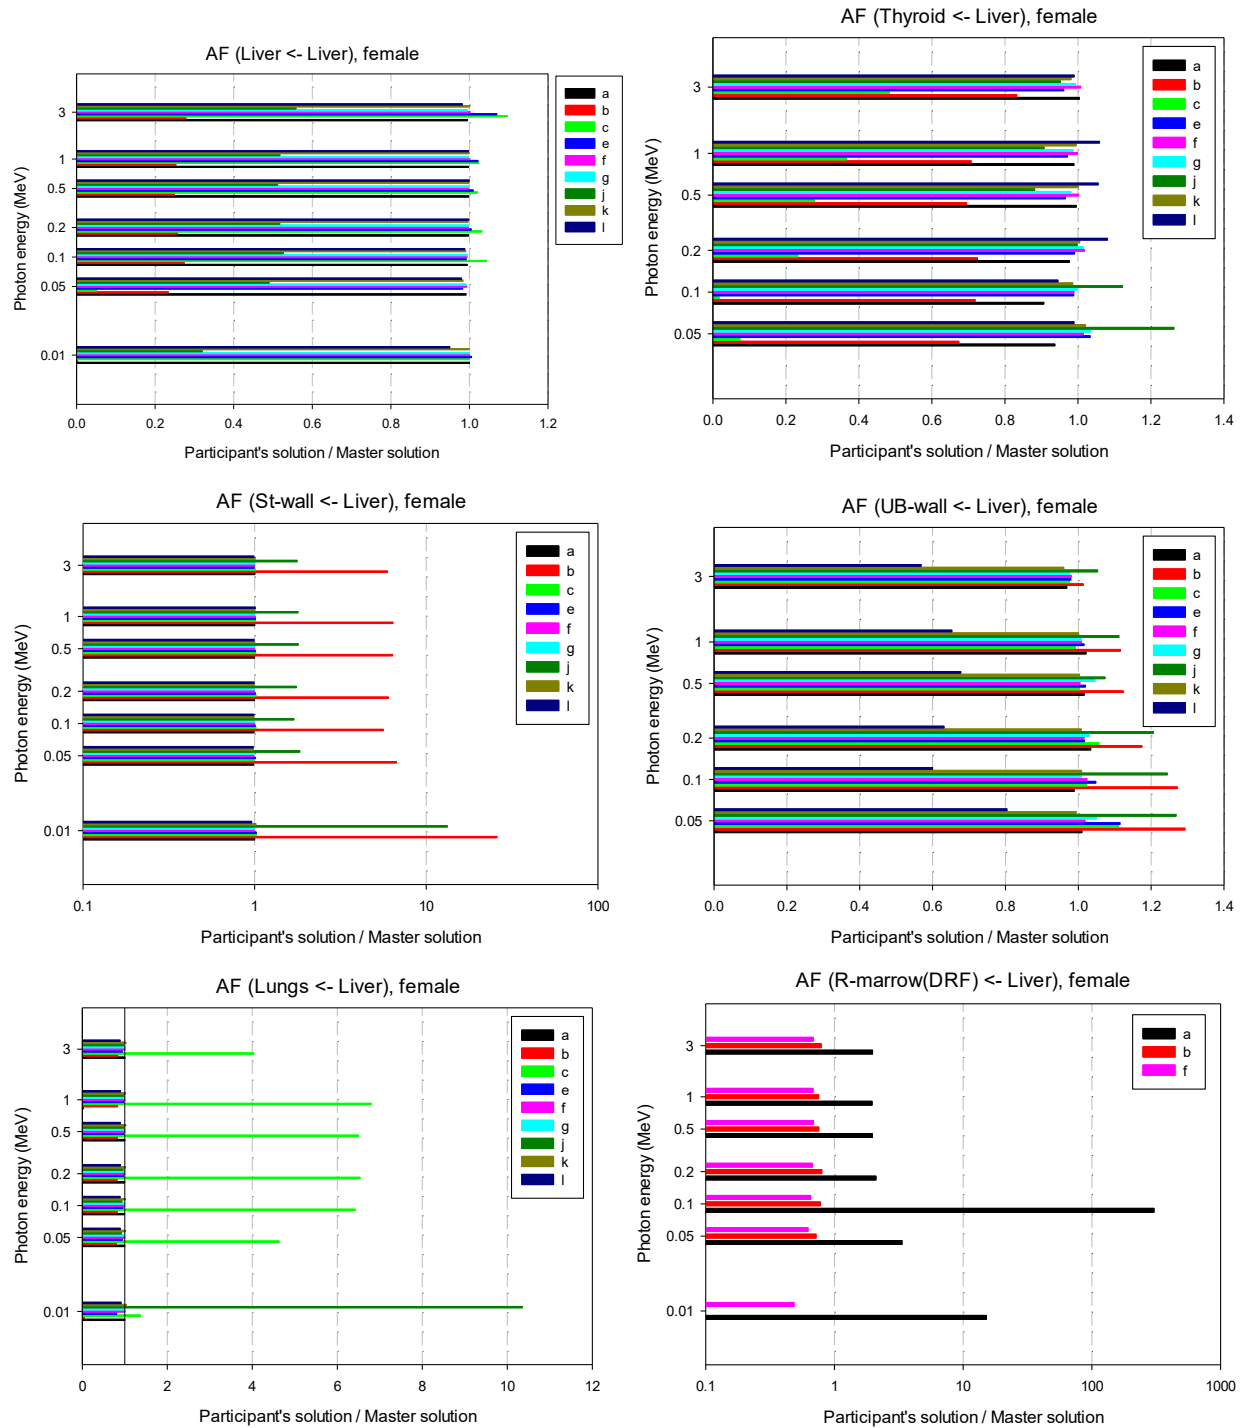 AF (Liver <- Liver), female
a
b
c
e
f
g
j
k
l
Photon energy (MeV)
3
1
0.5
0.2
0.1
0.05
0.01
0.0 0.2 0.4 0.6 0.8 1.0 1.2
Participant's solution / Master solution
AF (Thyroid <- Liver), female
a
b
c
e
f
g
j
k
l
Photon energy (MeV)
3
1
0.5
0.2
0.1
0.05
0.0 0.2 0.4 0.6 0.8 1.0 1.2 1.4
Participant's solution / Master solution
AF (St-wall <- Liver), female
a
b
c
e
f
g
j
k
l
Photon energy (MeV)
3
1
0.5
0.2
0.1
0.05
0.01
0.1 1 10 100
Participant's solution / Master solution
AF (UB-wall <- Liver), female
a
b
c
e
f
g
j
k
l
Photon energy (MeV)
3
1
0.5
0.2
0.1
0.05
0.0 0.2 0.4 0.6 0.8 1.0 1.2 1.4
Participant's solution / Master solution
AF (Lungs <- Liver), female
a
b
c
e
f
g
j
k
l
Photon energy (MeV)
3
1
0.5
0.2
0.1
0.05
0.01
0 2 4 6 8 10 12
Participant's solution / Master solution
AF (R-marrow(DRF) <- Liver), female
a
b
f
Photon energy (MeV)
3
1
0.5
0.2
0.1
0.05
0.01
0.1 1 10 100 1000
Participant's solution / Master solution